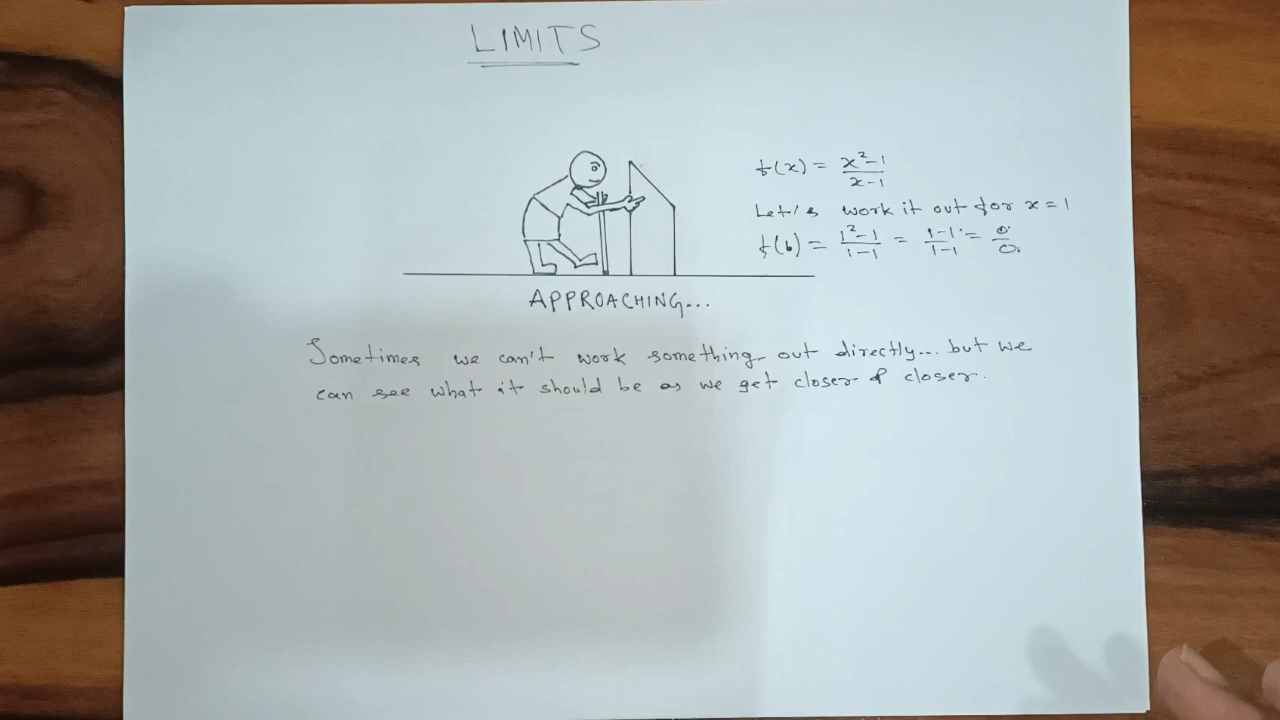 LIMITS
f(x) = x²-1 / x-1
Let's work it out for x = 1
f(1) = 1²-1 / 1-1 = 1-1 / 1-1 = 0 / 0
APPROACHING...
Sometimes we can't work something out directly... but we
can see what it should be as we get closer & closer.